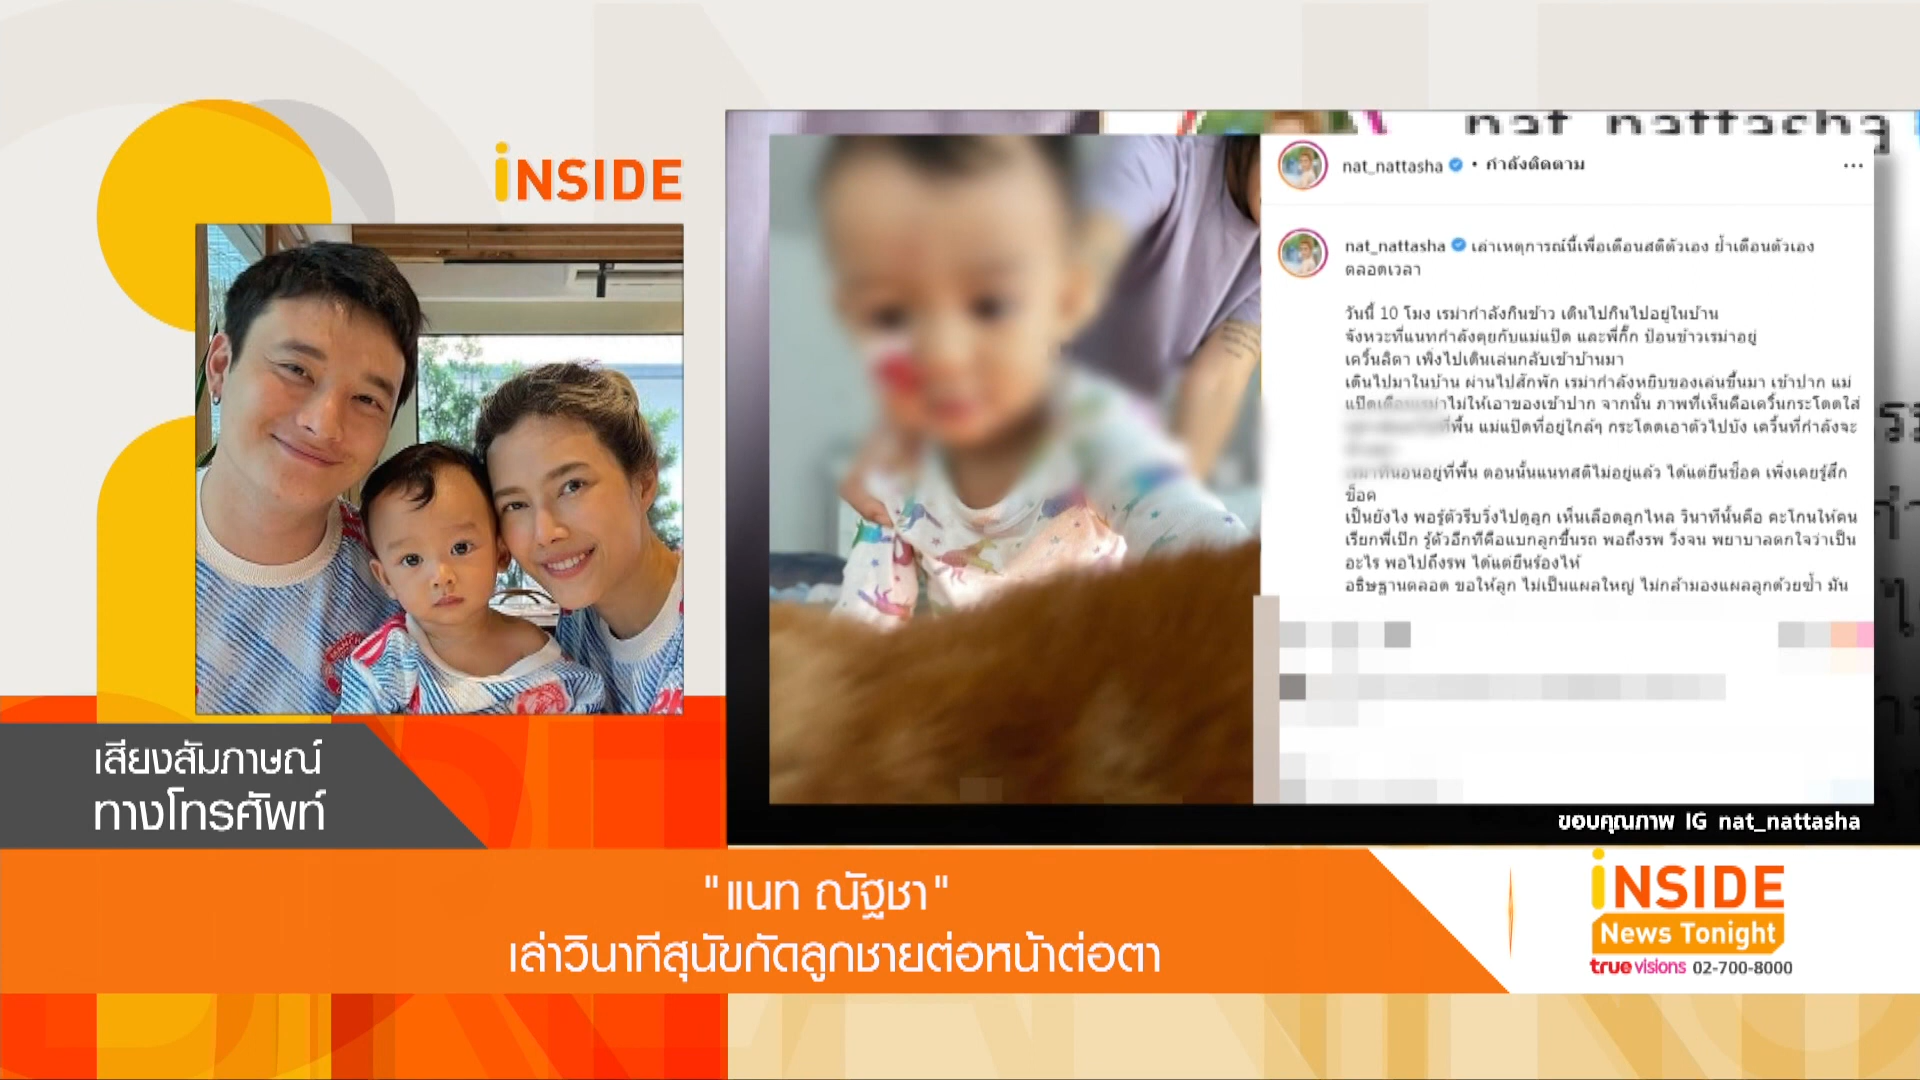 iNSIDE
nat nattacha
nat_nattasha • กำลังติดตาม
nat_nattasha เล่าเหตุการณ์นี้เพื่อเตือนสติตัวเอง ย้ำเตือนตัวเอง
ตลอดเวลา
วันนี้ 10 โมง เรม่ากำลังกินข้าว เดินไปกินไปอยู่ในบ้าน
จังหวะที่แนทกำลังคุยกับแม่แป๊ด และพี่กิ๊ก ป้อนข้าวเรม่าอยู่
เควิ้นลิตา เพิ่งไปเดินเล่นกลับเข้าบ้านมา
เดินไปมาในบ้าน ผ่านไปสักพัก เรม่ากำลังหยิบของเล่นขึ้นมา เข้าปาก แม่
แป๊ดเตือนเรม่าไม่ให้เอาของเข้าปาก จากนั้น ภาพที่เห็นคือเควิ้นกระโดดใส่
ที่พื้น แม่แป๊ดที่อยู่ใกล้ๆ กระโดดเอาตัวไปบัง เควิ้นที่กำลังจะ
เรม่าที่นอนอยู่ที่พื้น ตอนนั้นแนทสติไม่อยู่แล้ว ได้แต่ยืนช็อค เพิ่งเคยรู้สึก
ช็อค
เป็นยังไง พอรู้ตัวรีบวิ่งไปดูลูก เห็นเลือดลูกไหล วินาทีนั้นคือ ตะโกนให้คน
เรียกพี่เป๊ก รู้ตัวอีกทีคือแบกลูกขึ้นรถ พอถึงรพ วิ่งจน พยาบาลตกใจว่าเป็น
อะไร พอไปถึงรพ ได้แต่ยืนร้องไห้
อธิษฐานตลอด ขอให้ลูก ไม่เป็นแผลใหญ่ ไม่กล้ามองแผลลูกด้วยซ้ำ มัน
เสียงสัมภาษณ์
ทางโทรศัพท์
ขอบคุณภาพ IG nat_nattasha
"แนท ณัฐชา"
เล่าวินาทีสุนัขกัดลูกชายต่อหน้าต่อตา
iNSIDE
News Tonight
truevisions 02-700-8000